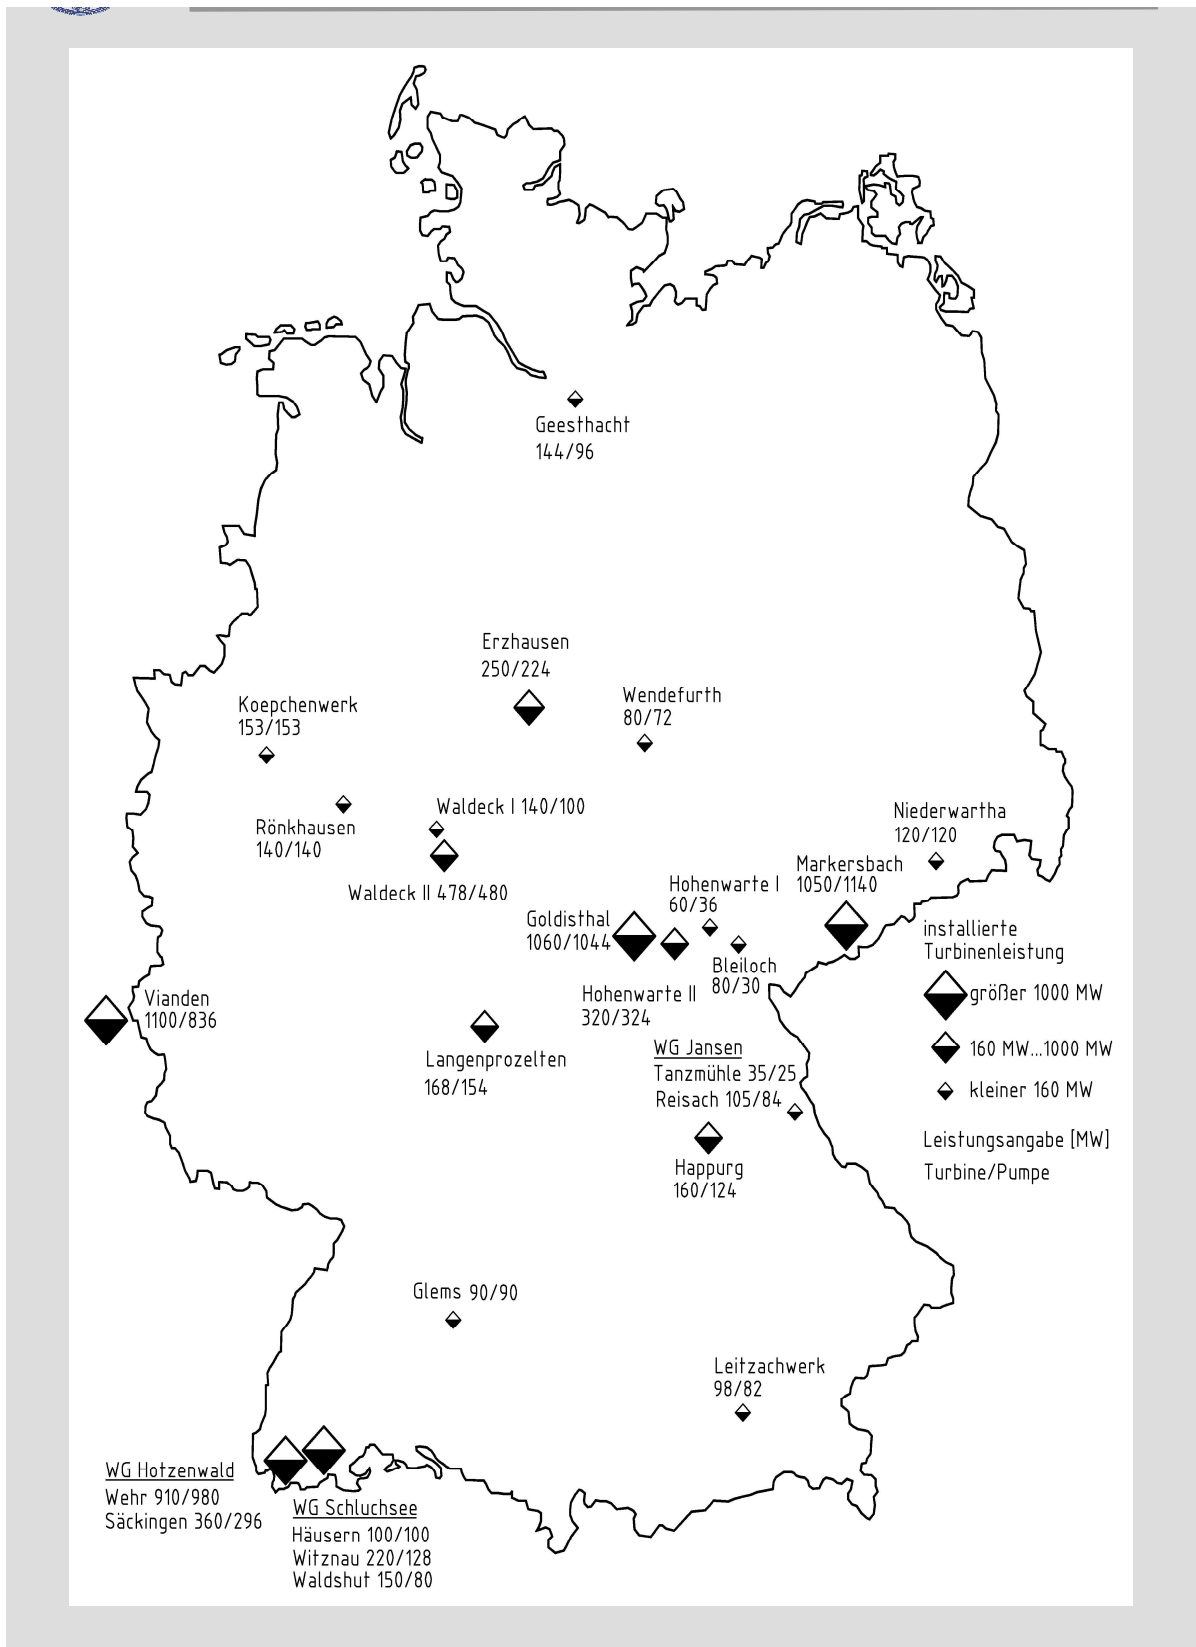 Geesthacht
144/96
Erzhausen
250/224
Wendefurth
80/72
Koepchenwerk
153/153
Rönkhausen
140/140
Waldeck I 140/100
Waldeck II 478/480
Niederwartha
120/120
Markersbach
1050/1140
Hohenwarte I
60/36
Goldisthal
1060/1044
Bleiloch
80/30
Hohenwarte II
320/324
Vianden
1100/836
Langenprozelten
168/154
WG Jansen
Tanzmühle 35/25
Reisach 105/84
Happurg
160/124
installierte
Turbinenleistung
größer 1000 MW
160 MW...1000 MW
kleiner 160 MW
Leistungsangabe [MW]
Turbine/Pumpe
Glems 90/90
Leitzachwerk
98/82
WG Hotzenwald
Wehr 910/980
Säckingen 360/296
WG Schluchsee
Häusern 100/100
Witznau 220/128
Waldshut 150/80